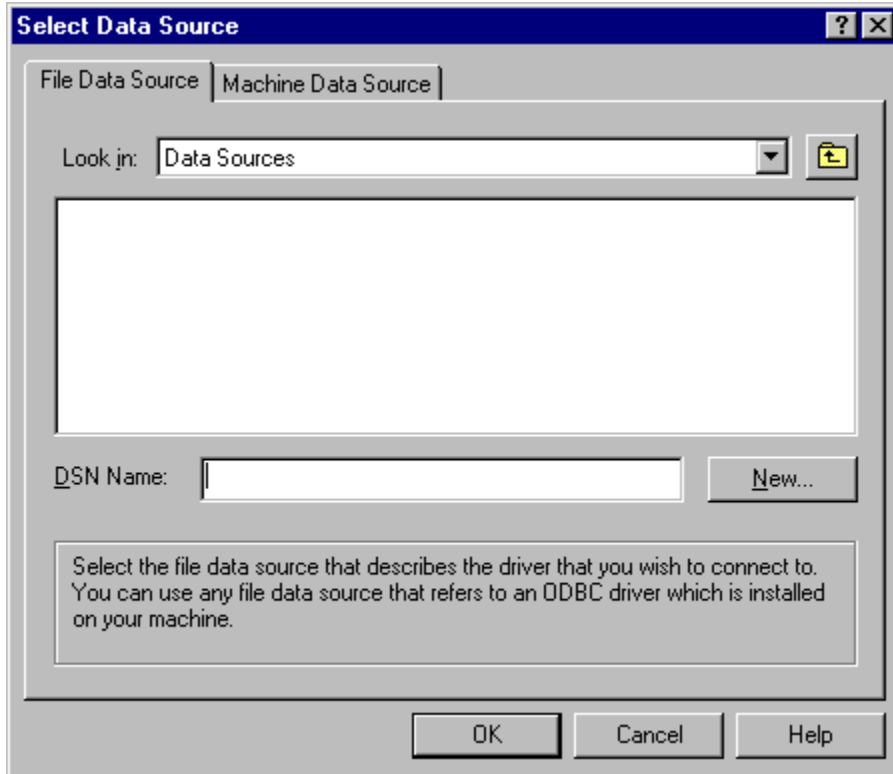 Select Data Source
File Data Source
Machine Data Source
Look in:
Data Sources
DSN Name:
New...
Select the file data source that describes the driver that you wish to connect to.
You can use any file data source that refers to an ODBC driver which is installed
on your machine.
OK
Cancel
Help